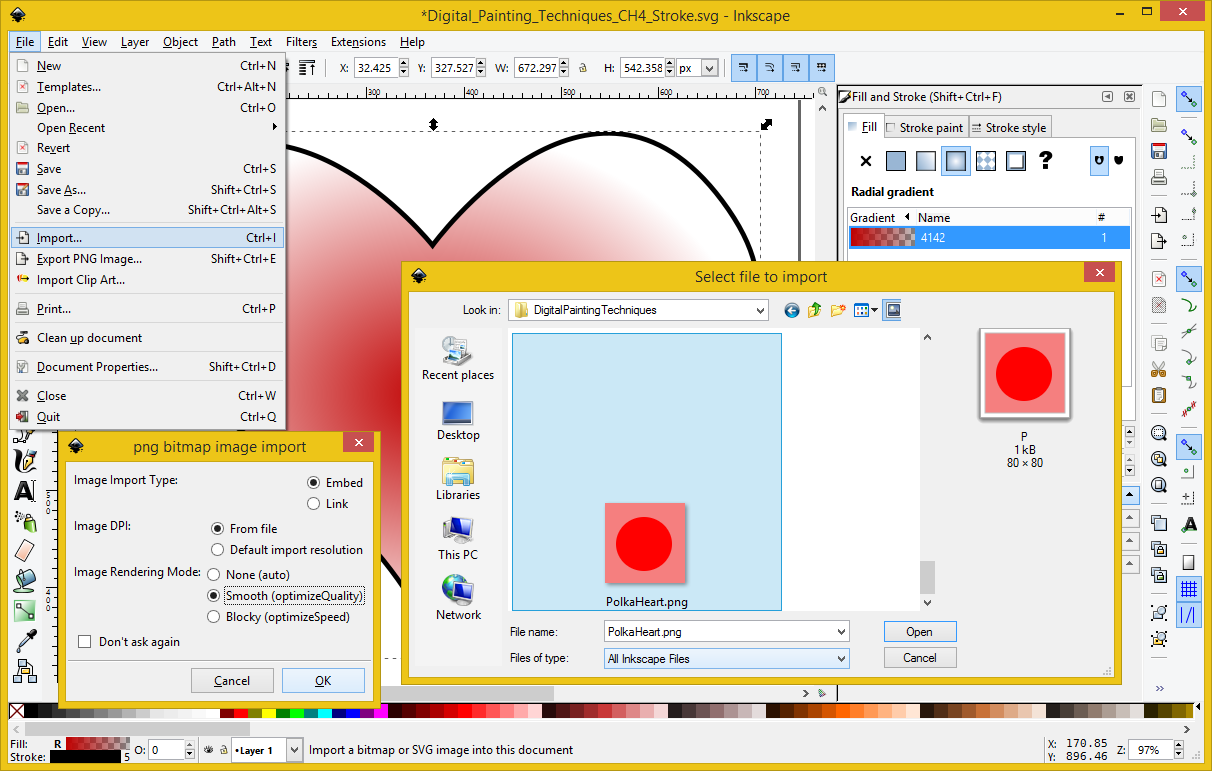 *Digital_Painting_Techniques_CH4_Stroke.svg - Inkscape
File Edit View Layer Object Path Text Filters Extensions Help
New Ctrl+N
Templates... Ctrl+Alt+N
Open... Ctrl+O
Open Recent
Revert
Save Ctrl+S
Save As... Shift+Ctrl+S
Save a Copy... Shift+Ctrl+Alt+S
Import... Ctrl+I
Export PNG Image... Shift+Ctrl+E
Import Clip Art...
Print... Ctrl+P
Clean up document
Document Properties... Shift+Ctrl+D
Close Ctrl+W
Quit Ctrl+Q
X: 32.425 Y: 327.527 W: 672.297 H: 542.358 px
300 400 500 600 700
Fill and Stroke (Shift+Ctrl+F)
Fill Stroke paint Stroke style
?
Radial gradient
Gradient Name #
4142 1
Select file to import
Look in: DigitalPaintingTechniques
Recent places
Desktop
Libraries
This PC
Network
PolkaHeart.png
P
1 kB
80 × 80
File name: PolkaHeart.png Open
Files of type: All Inkscape Files Cancel
png bitmap image import
Image Import Type: Embed
Link
Image DPI: From file
Default import resolution
Image Rendering Mode: None (auto)
Smooth (optimizeQuality)
Blocky (optimizeSpeed)
Don't ask again
Cancel OK
500
400
Fill: R
Stroke: 5
O: 0
•Layer 1
Import a bitmap or SVG image into this document
X: 170.85
Y: 896.46
Z: 97%